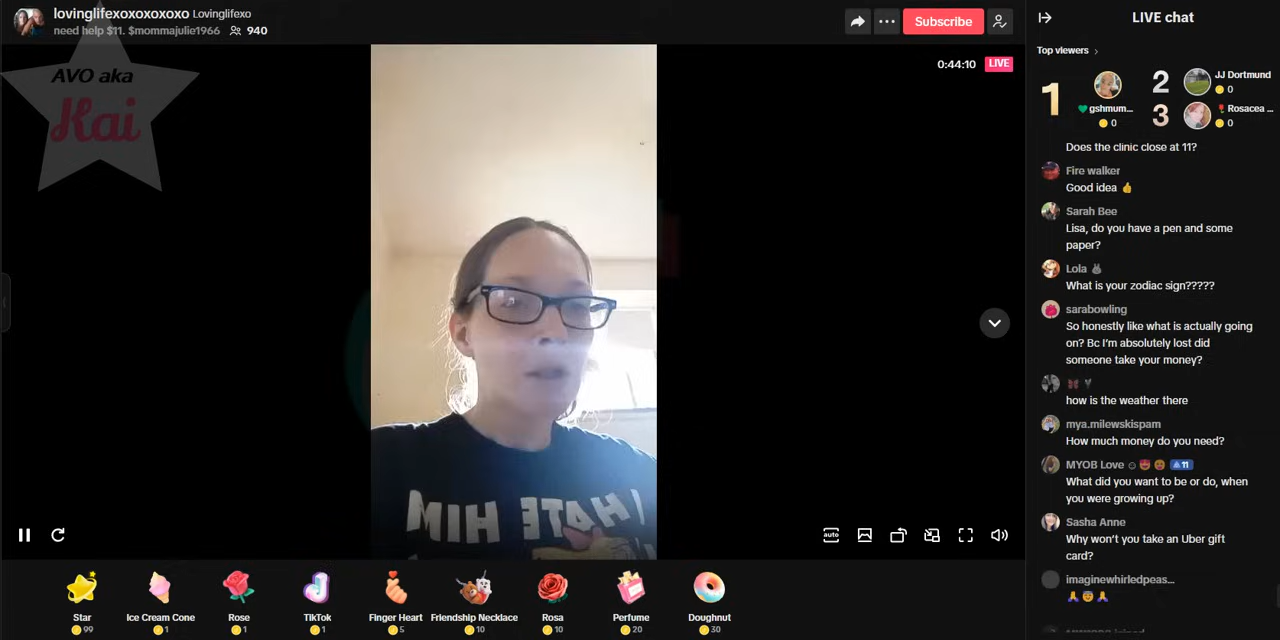 lovinglifexoxoxoxoxo Lovinglifexo
need help $11. $mommajulie1966 940
Subscribe
AVO aka
Kai
0:44:10 LIVE
I HATE HIM
auto
Star
99
Ice Cream Cone
1
Rose
1
TikTok
1
Finger Heart
5
Friendship Necklace
10
Rosa
10
Perfume
20
Doughnut
30
LIVE chat
Top viewers
1
gshmum...
0
2
JJ Dortmund
0
3
Rosacea ...
0
Does the clinic close at 11?
Fire walker
Good idea 👍
Sarah Bee
Lisa, do you have a pen and some
paper?
Lola 🐰
What is your zodiac sign?????
sarabowling
So honestly like what is actually going
on? Bc I'm absolutely lost did
someone take your money?
how is the weather there
mya.milewskispam
How much money do you need?
MYOB Love 11
What did you want to be or do, when
you were growing up?
Sasha Anne
Why won't you take an Uber gift
card?
imaginewhirledpeas...
🙏😇🙏